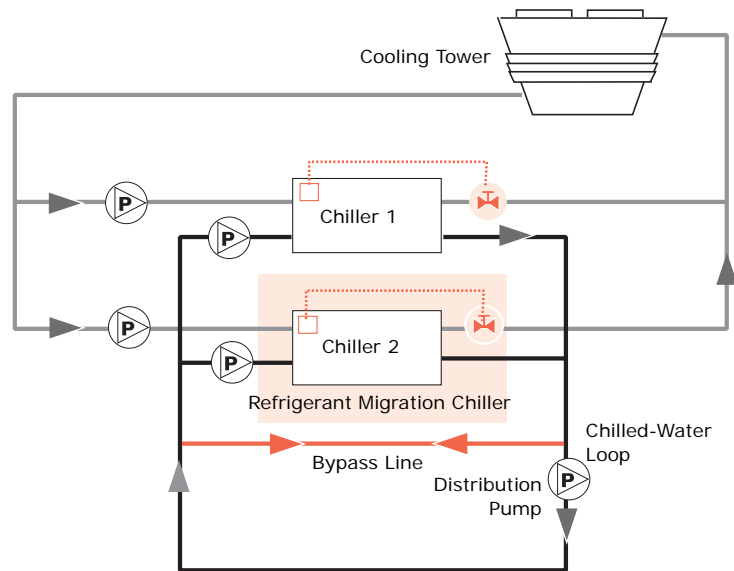 Cooling Tower
P
Chiller 1
P
P
Chiller 2
P
Refrigerant Migration Chiller
Bypass Line
Chilled-Water
Loop
P
Distribution
Pump